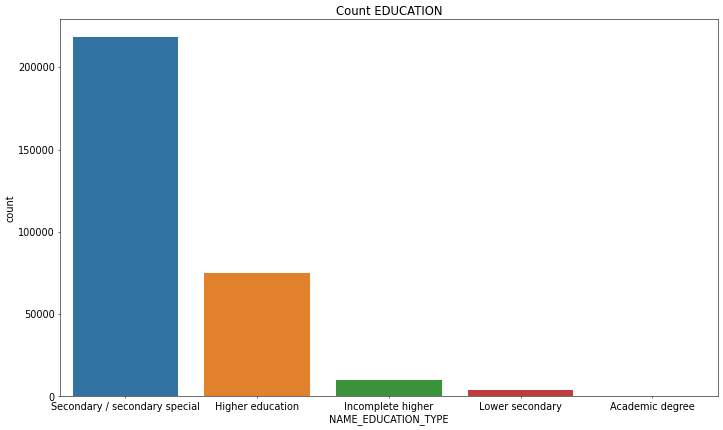 Count EDUCATION
200000
150000
100000
50000
0
count
Secondary / secondary special Higher education Incomplete higher Lower secondary Academic degree
NAME_EDUCATION_TYPE